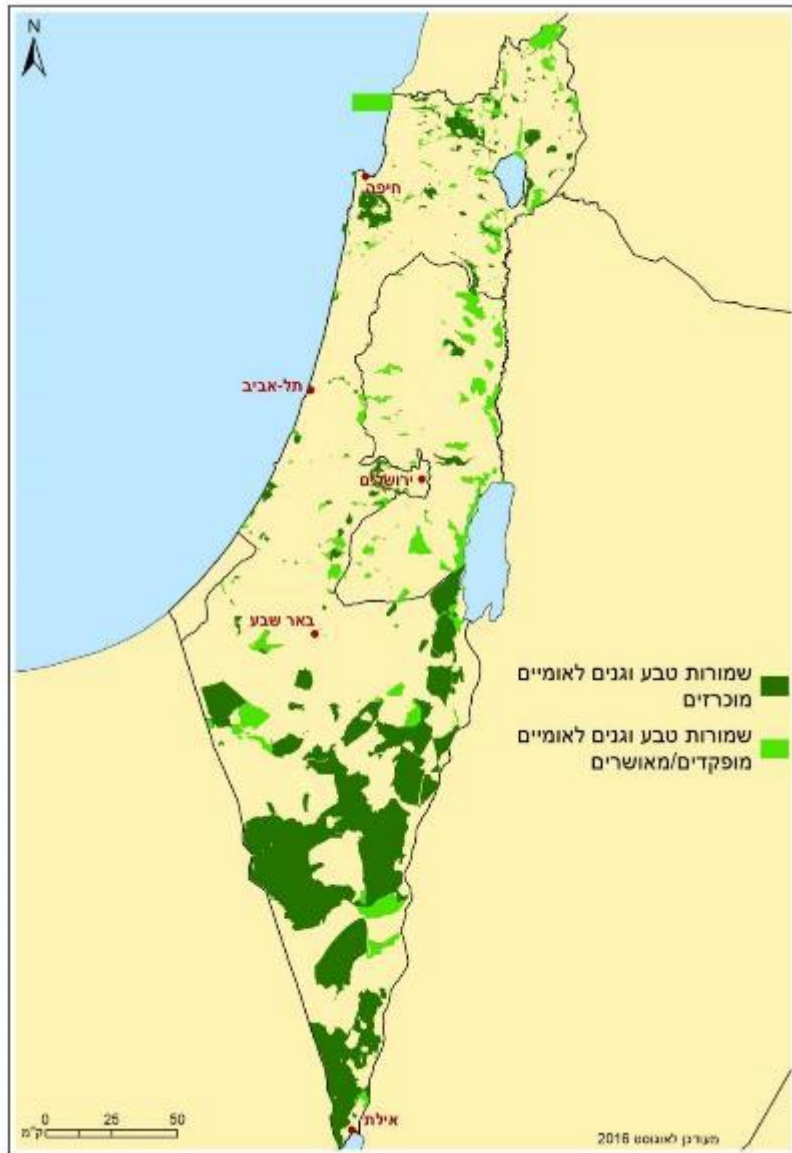 N
חיפה
תל-אביב
ירושלים
באר שבע
שמורות טבע וגנים לאומיים
מוכרזים
שמורות טבע וגנים לאומיים
מופקדים/מאושרים
אילת
0 25 50
ק"מ
מעודכן לאוגוסט 2016